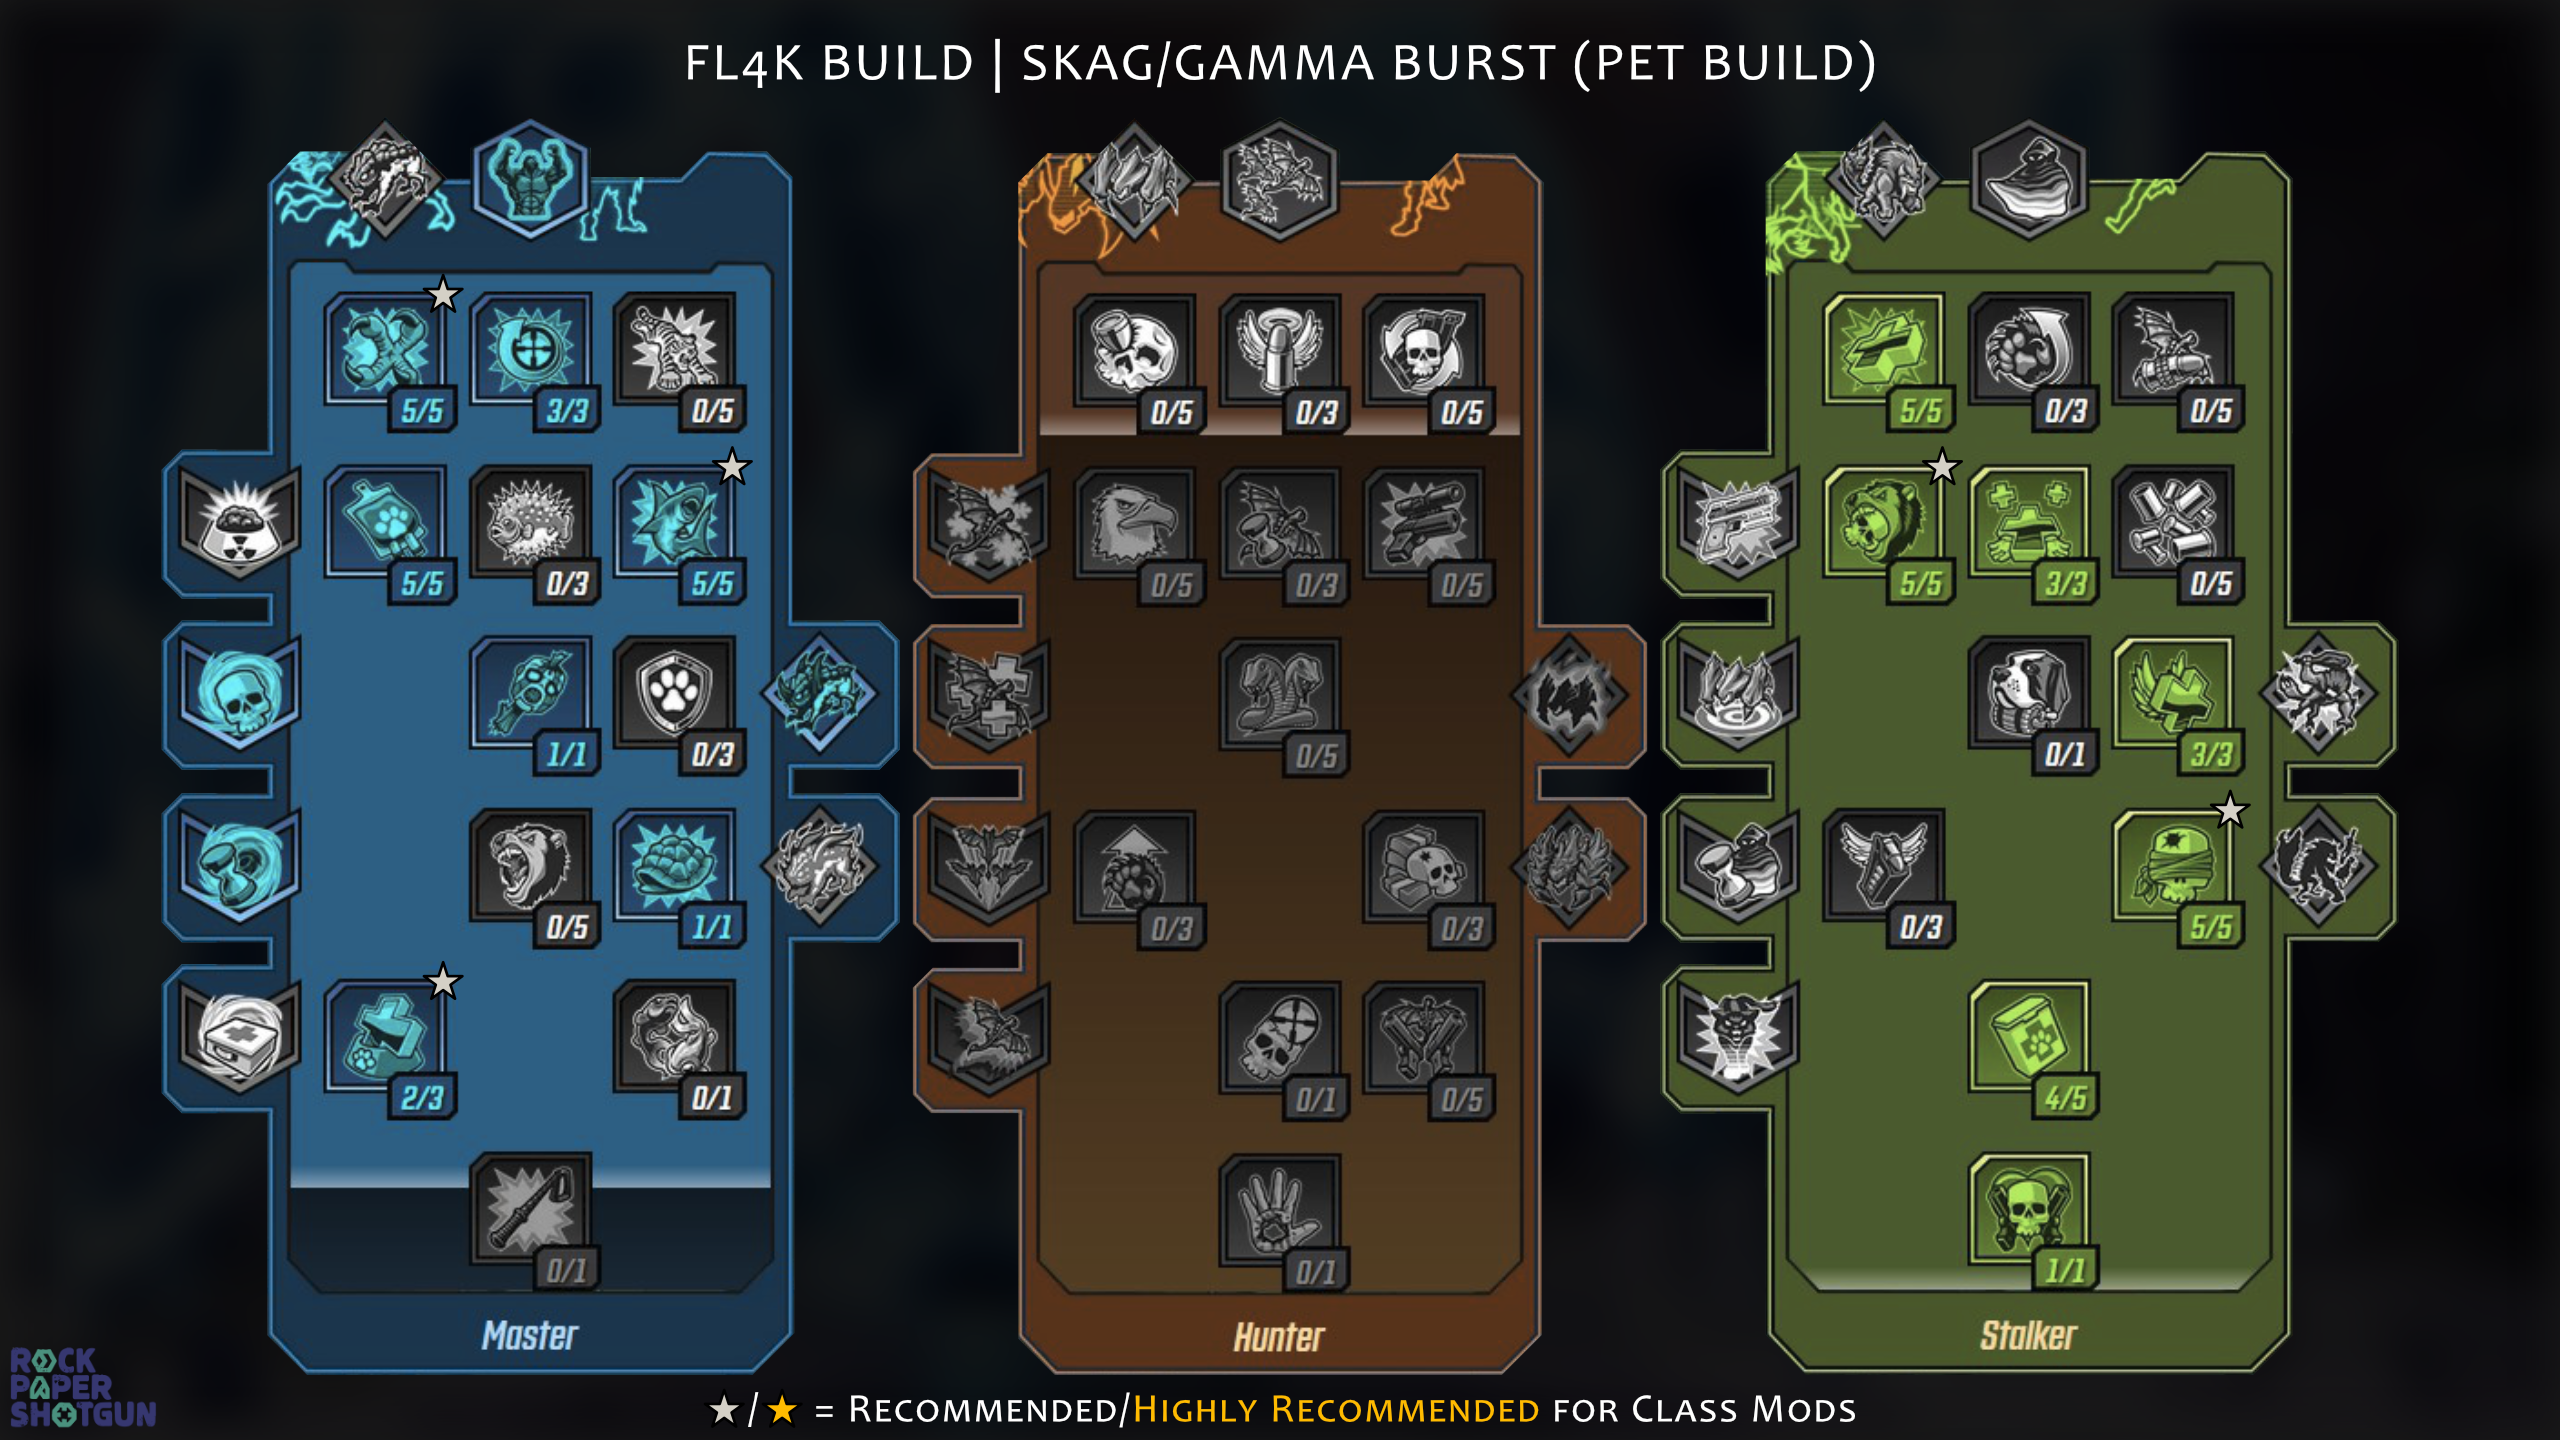 FL4K BUILD | SKAG/GAMMA BURST (PET BUILD)
5/5 3/3 0/5
5/5 0/3 5/5
1/1 0/3
0/5 1/1
2/3 0/1
0/1
Master
0/5 0/3 0/5
0/5 0/3 0/5
0/5
0/3 0/3
0/1 0/5
0/1
Hunter
5/5 0/3 0/5
5/5 3/3 0/5
0/1 3/3
0/3 5/5
4/5
1/1
Stalker
ROCK
PAPER
SHOTGUN
/ = RECOMMENDED/HIGHLY RECOMMENDED FOR CLASS MODS